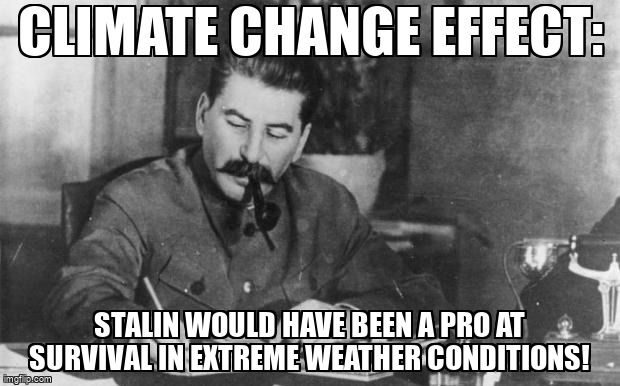 CLIMATE CHANGE EFFECT:
STALIN WOULD HAVE BEEN A PRO AT
SURVIVAL IN EXTREME WEATHER CONDITIONS!
imgflip.com